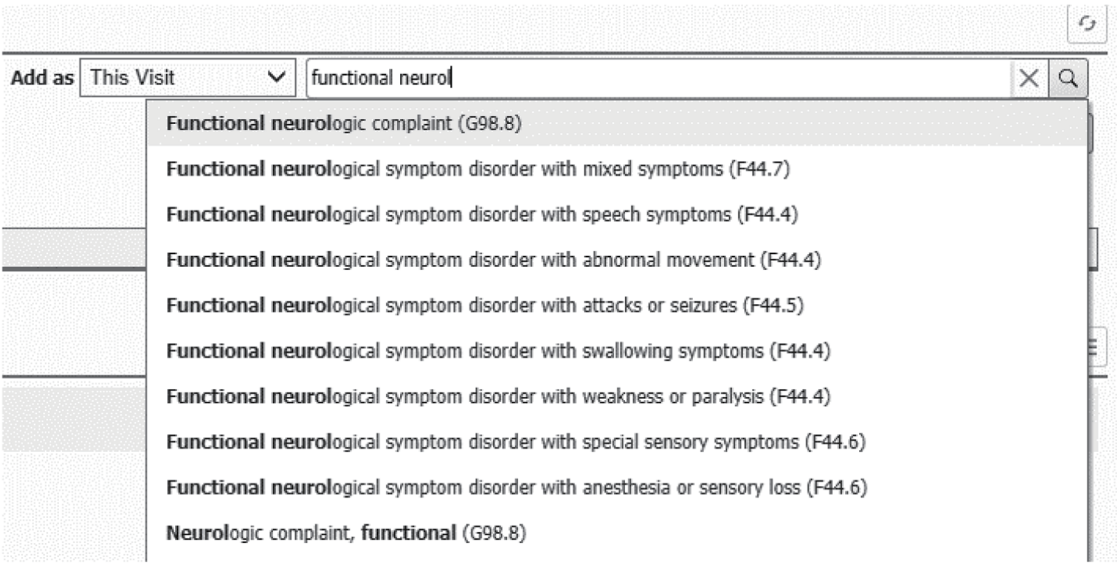 Add as This Visit functional neurol
Functional neurologic complaint (G98.8)
Functional neurological symptom disorder with mixed symptoms (F44.7)
Functional neurological symptom disorder with speech symptoms (F44.4)
Functional neurological symptom disorder with abnormal movement (F44.4)
Functional neurological symptom disorder with attacks or seizures (F44.5)
Functional neurological symptom disorder with swallowing symptoms (F44.4)
Functional neurological symptom disorder with weakness or paralysis (F44.4)
Functional neurological symptom disorder with special sensory symptoms (F44.6)
Functional neurological symptom disorder with anesthesia or sensory loss (F44.6)
Neurologic complaint, functional (G98.8)